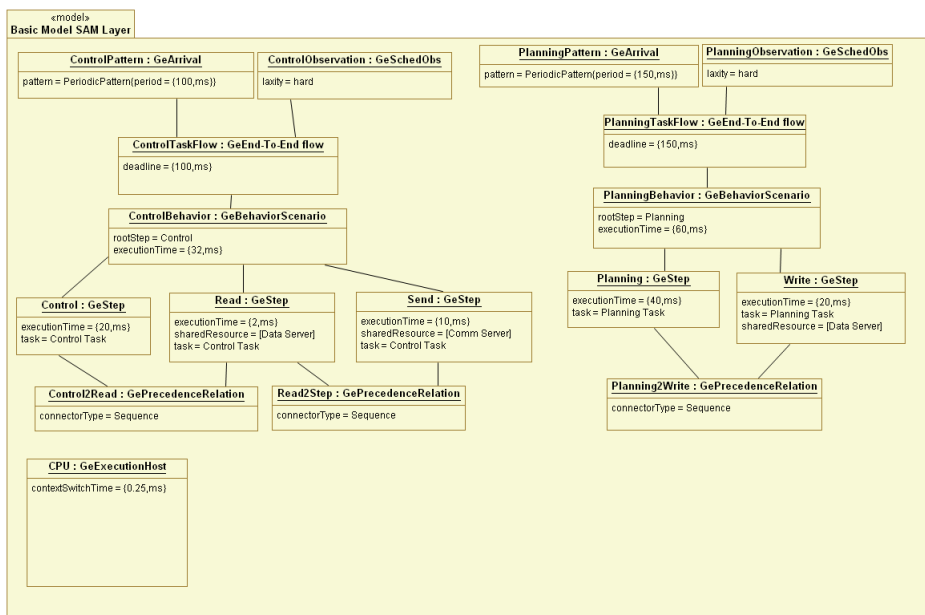 «model»
Basic Model SAM Layer
ControlPattern : GeArrival
pattern = PeriodicPattern(period = {100,ms})
ControlObservation : GeSchedObs
laxity = hard
PlanningPattern : GeArrival
pattern = PeriodicPattern(period = {150,ms})
PlanningObservation : GeSchedObs
laxity = hard
ControlTaskFlow : GeEnd-To-End flow
deadline = {100,ms}
PlanningTaskFlow : GeEnd-To-End flow
deadline = {150,ms}
ControlBehavior : GeBehaviorScenario
rootStep = Control
executionTime = {32,ms}
PlanningBehavior : GeBehaviorScenario
rootStep = Planning
executionTime = {60,ms}
Control : GeStep
executionTime = {20,ms}
task = Control Task
Read : GeStep
executionTime = {2,ms}
sharedResource = [Data Server]
task = Control Task
Send : GeStep
executionTime = {10,ms}
sharedResource = [Comm Server]
task = Control Task
Planning : GeStep
executionTime = {40,ms}
task = Planning Task
Write : GeStep
executionTime = {20,ms}
task = Planning Task
sharedResource = [Data Server]
Control2Read : GePrecedenceRelation
connectorType = Sequence
Read2Step : GePrecedenceRelation
connectorType = Sequence
Planning2Write : GePrecedenceRelation
connectorType = Sequence
CPU : GeExecutionHost
contextSwitchTime = {0.25,ms}